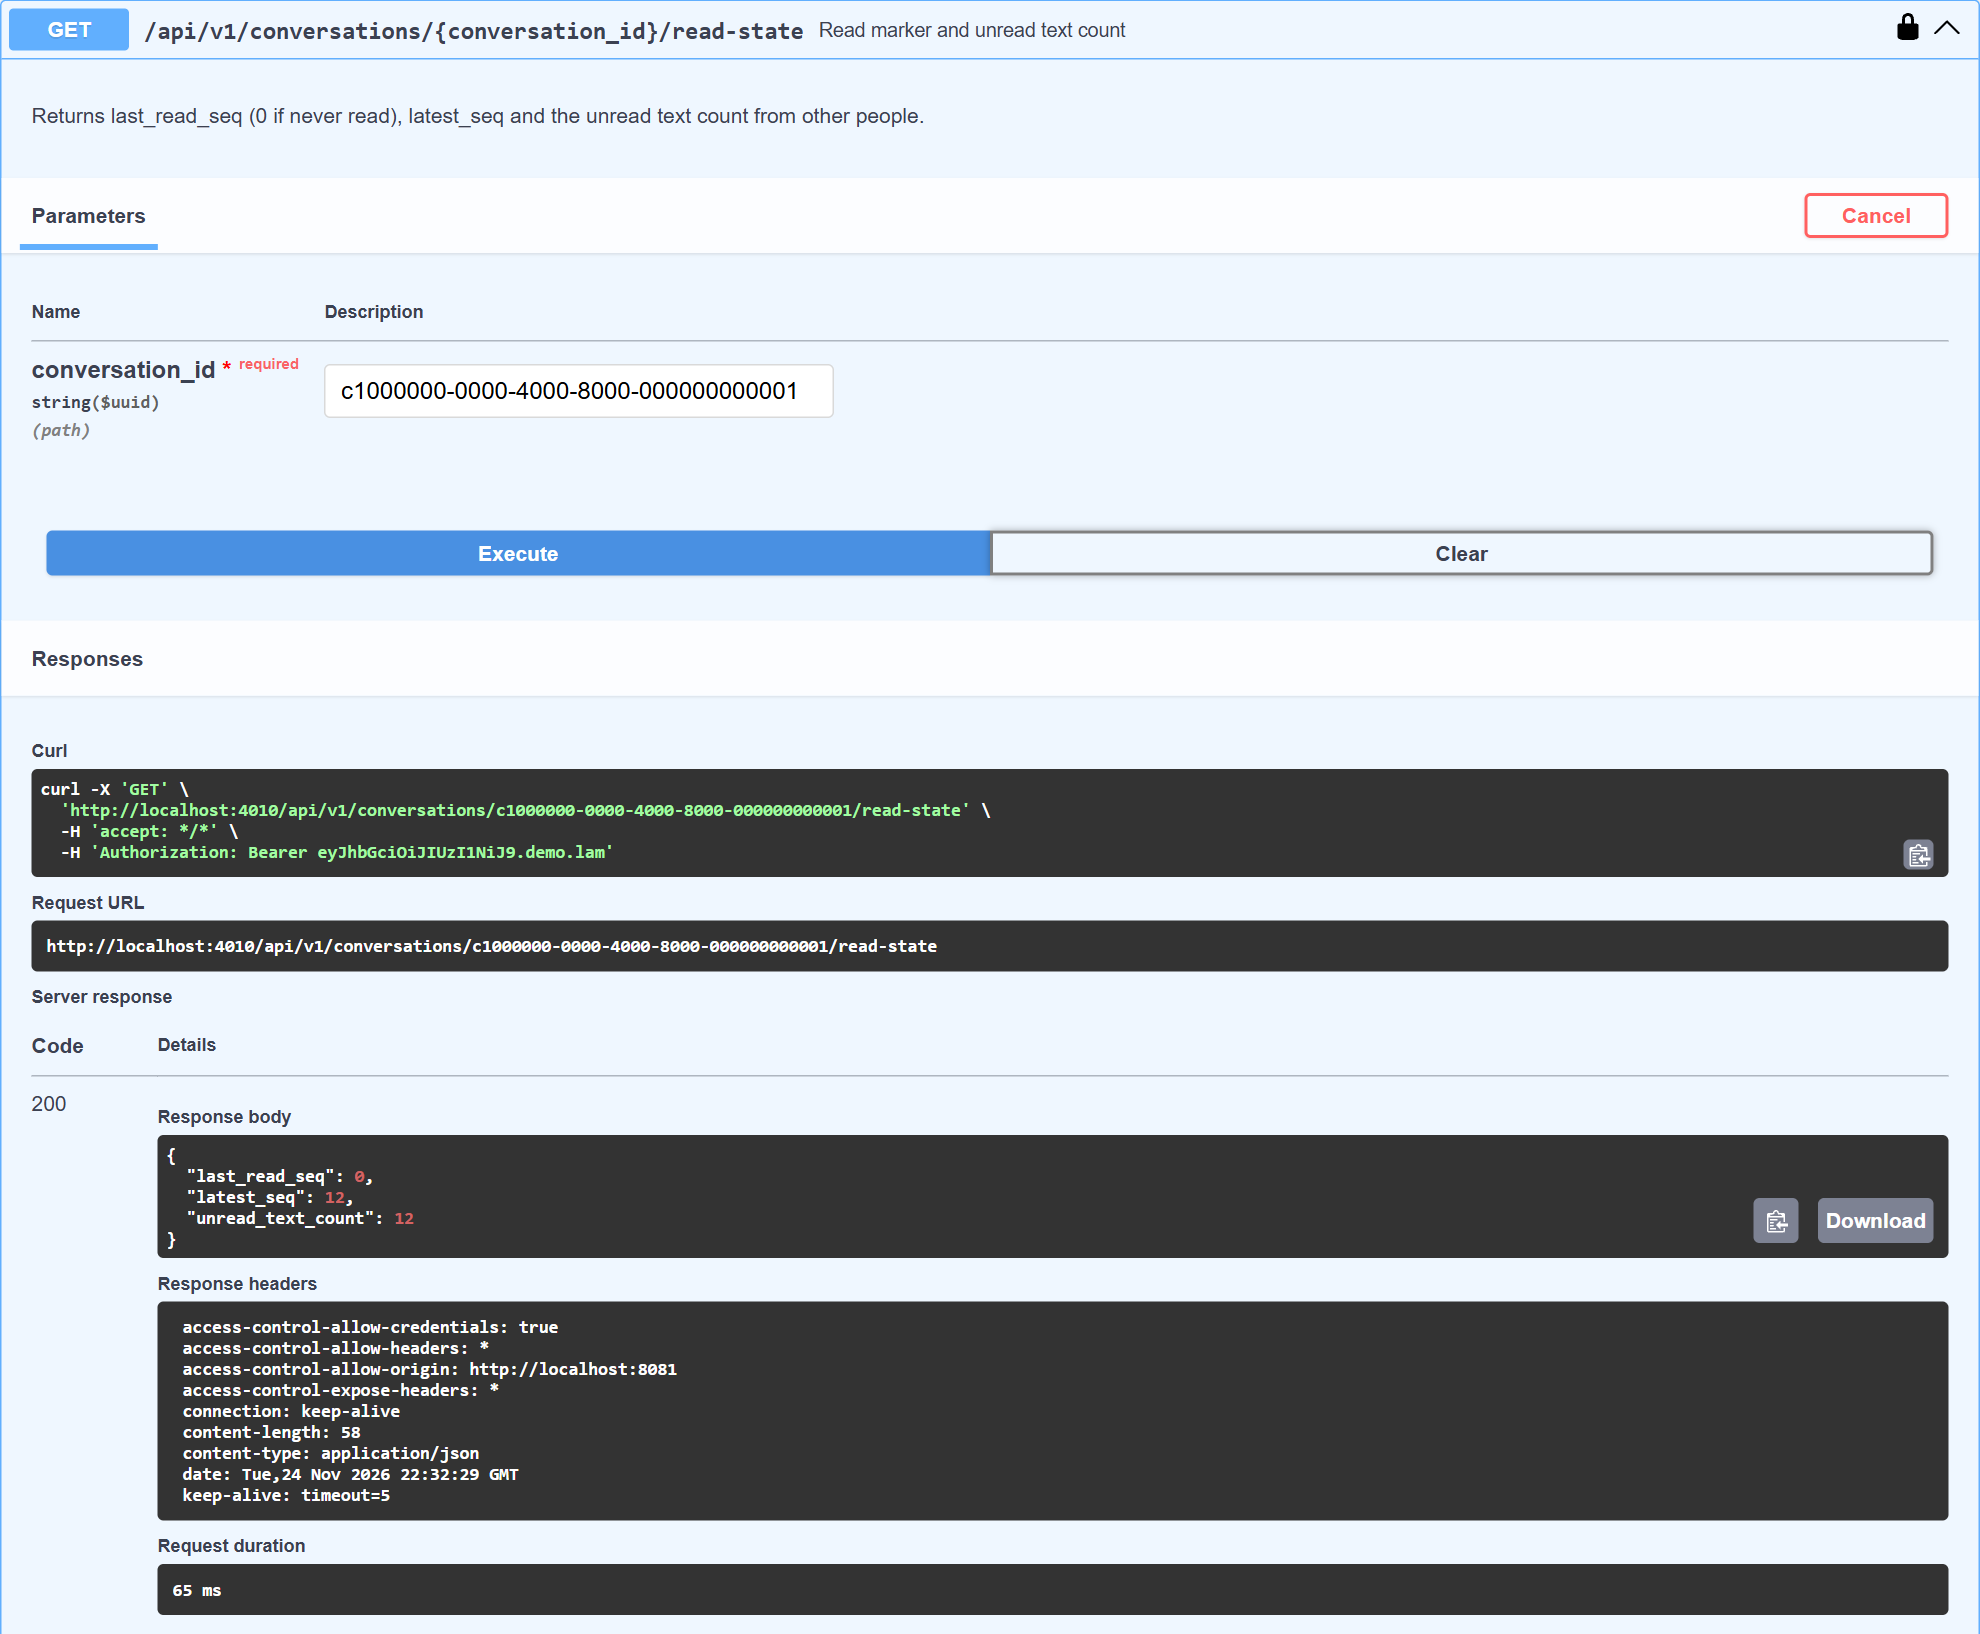 GET /api/v1/conversations/{conversation_id}/read-state Read marker and unread text count
Returns last_read_seq (0 if never read), latest_seq and the unread text count from other people.
Parameters
Cancel
Name Description
conversation_id * required
string($uuid)
(path)
c1000000-0000-4000-8000-000000000001
Execute Clear
Responses
Curl
curl -X 'GET' \
  'http://localhost:4010/api/v1/conversations/c1000000-0000-4000-8000-000000000001/read-state' \
  -H 'accept: */*' \
  -H 'Authorization: Bearer eyJhbGciOiJIUzI1NiJ9.demo.lam'
Request URL
http://localhost:4010/api/v1/conversations/c1000000-0000-4000-8000-000000000001/read-state
Server response
Code Details
200
Response body
{
  "last_read_seq": 0,
  "latest_seq": 12,
  "unread_text_count": 12
}
Download
Response headers
access-control-allow-credentials: true
access-control-allow-headers: *
access-control-allow-origin: http://localhost:8081
access-control-expose-headers: *
connection: keep-alive
content-length: 58
content-type: application/json
date: Tue,24 Nov 2026 22:32:29 GMT
keep-alive: timeout=5
Request duration
65 ms